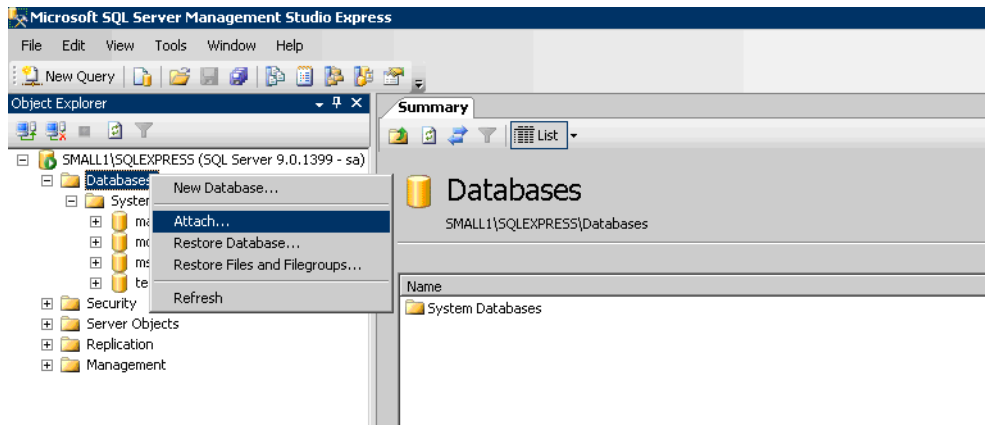 Microsoft SQL Server Management Studio Express
File Edit View Tools Window Help
New Query
Object Explorer
Summary
List
SMALL1\SQLEXPRESS (SQL Server 9.0.1399 - sa)
Databases
New Database...
Attach...
Restore Database...
Restore Files and Filegroups...
Refresh
Security
Server Objects
Replication
Management
Databases
SMALL1\SQLEXPRESS\Databases
Name
System Databases